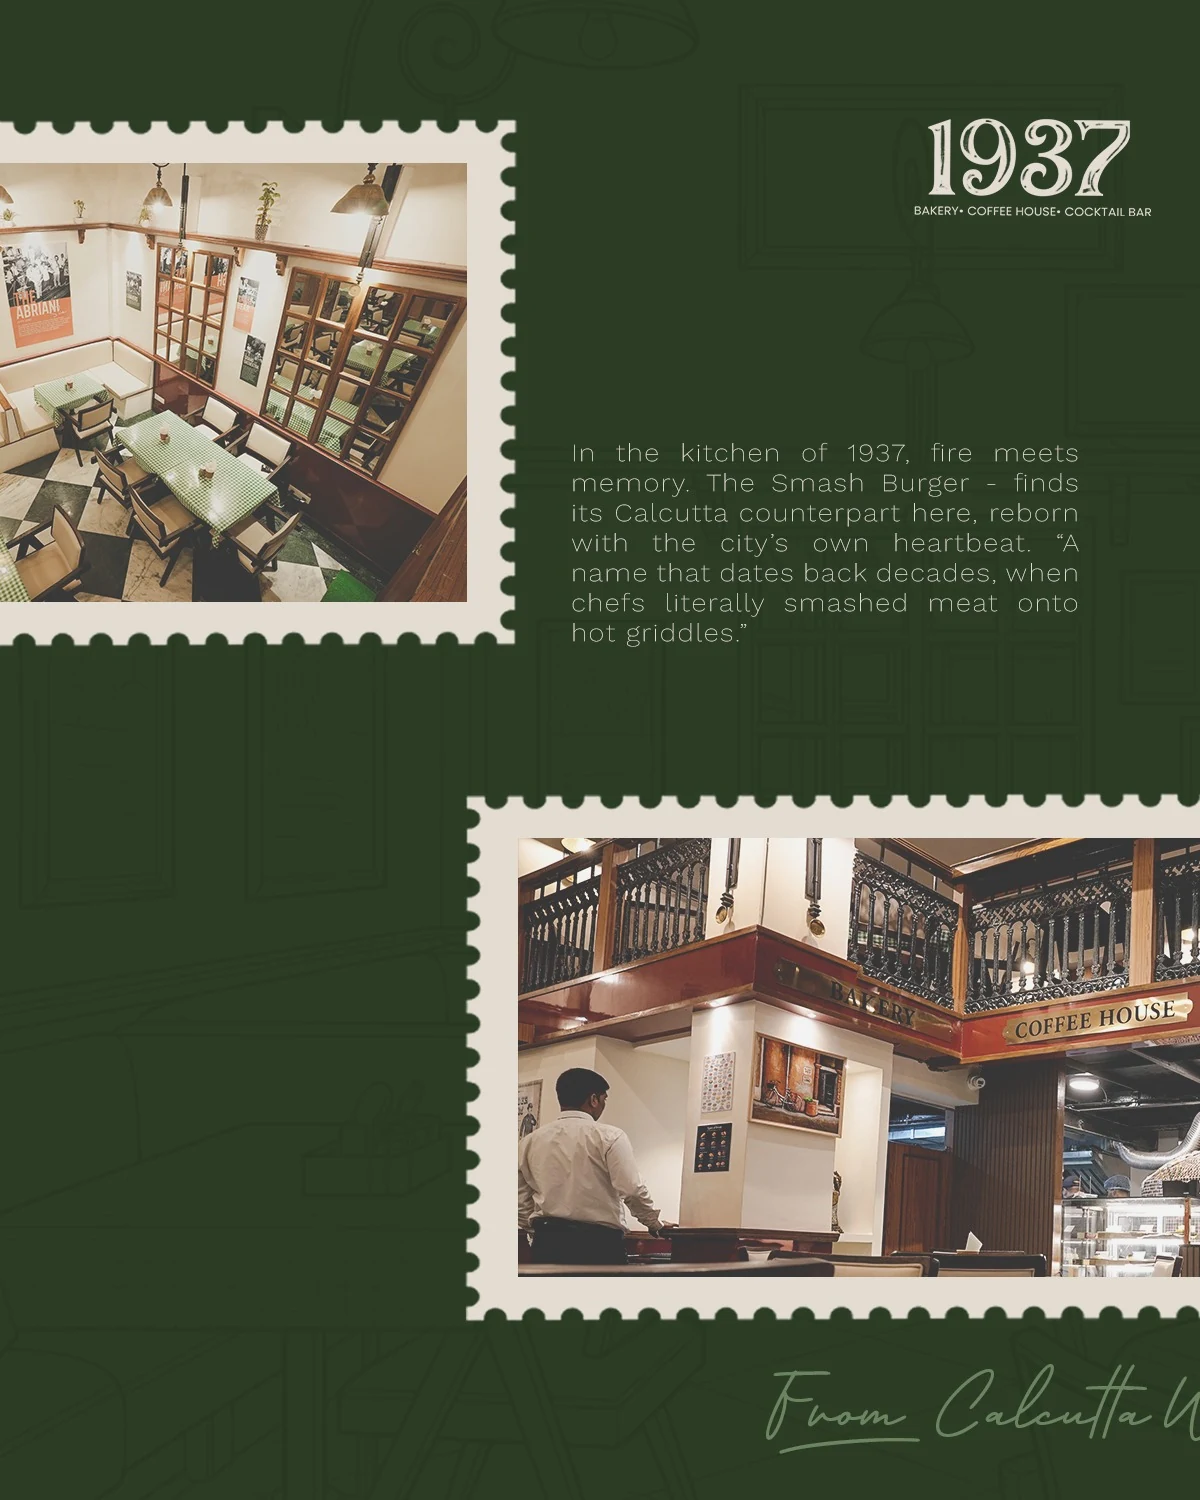 1937
BAKERY• COFFEE HOUSE• COCKTAIL BAR
THE
ABRIANI
In the kitchen of 1937, fire meets
memory. The Smash Burger - finds
its Calcutta counterpart here, reborn
with the city’s own heartbeat. “A
name that dates back decades, when
chefs literally smashed meat onto
hot griddles.”
BAKERY
COFFEE HOUSE
From Calcutta W